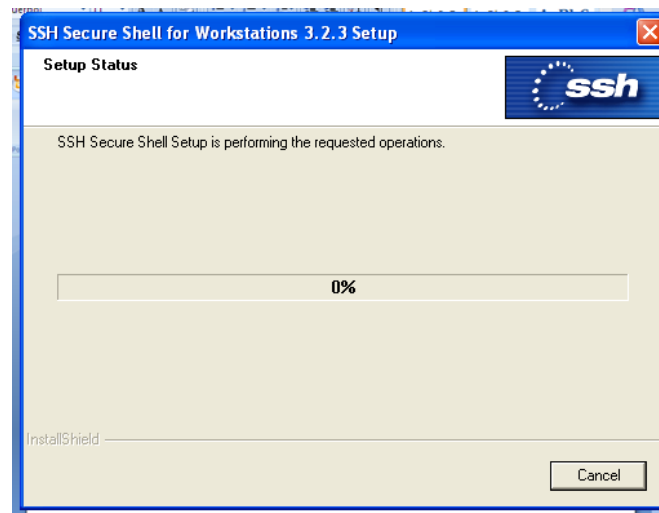 SSH Secure Shell for Workstations 3.2.3 Setup
Setup Status
ssh
SSH Secure Shell Setup is performing the requested operations.
0%
InstallShield
Cancel